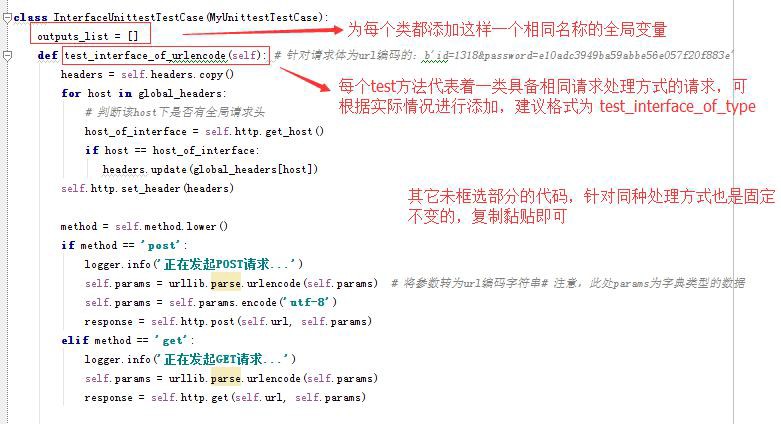 class InterfaceUnittestTestCase(MyUnittestTestCase):
outputs_list = []
为每个类都添加这样一个相同名称的全局变量
def test_interface_of_urlencode(self): # 针对请求体为url编码的: b'id=1318&password=e10adc3949ba59abbe56e057f20f883e'
headers = self.headers.copy()
每个test方法代表着一类具备相同请求处理方式的请求，可
根据实际情况进行添加，建议格式为 test_interface_of_type
for host in global_headers:
# 判断该host下是否有全局请求头
host_of_interface = self.http.get_host()
if host == host_of_interface:
headers.update(global_headers[host])
self.http.set_header(headers)
其它未框选部分的代码，针对同种处理方式也是固定
不变的，复制黏贴即可
method = self.method.lower()
if method == 'post':
logger.info('正在发起POST请求...')
self.params = urllib.parse.urlencode(self.params) # 将参数转为url编码字符串# 注意，此处params为字典类型的数据
self.params = self.params.encode('utf-8')
response = self.http.post(self.url, self.params)
elif method == 'get':
logger.info('正在发起GET请求...')
self.params = urllib.parse.urlencode(self.params)
response = self.http.get(self.url, self.params)